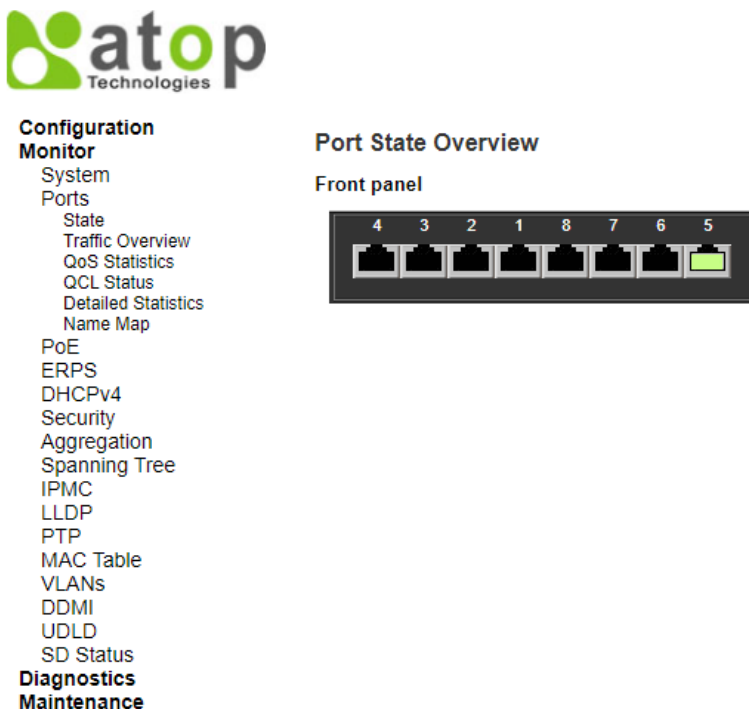 atop
Technologies
Configuration
Monitor
System
Ports
State
Traffic Overview
QoS Statistics
QCL Status
Detailed Statistics
Name Map
PoE
ERPS
DHCPv4
Security
Aggregation
Spanning Tree
IPMC
LLDP
PTP
MAC Table
VLANs
DDMI
UDLD
SD Status
Diagnostics
Maintenance
Port State Overview
Front panel
4 3 2 1 8 7 6 5